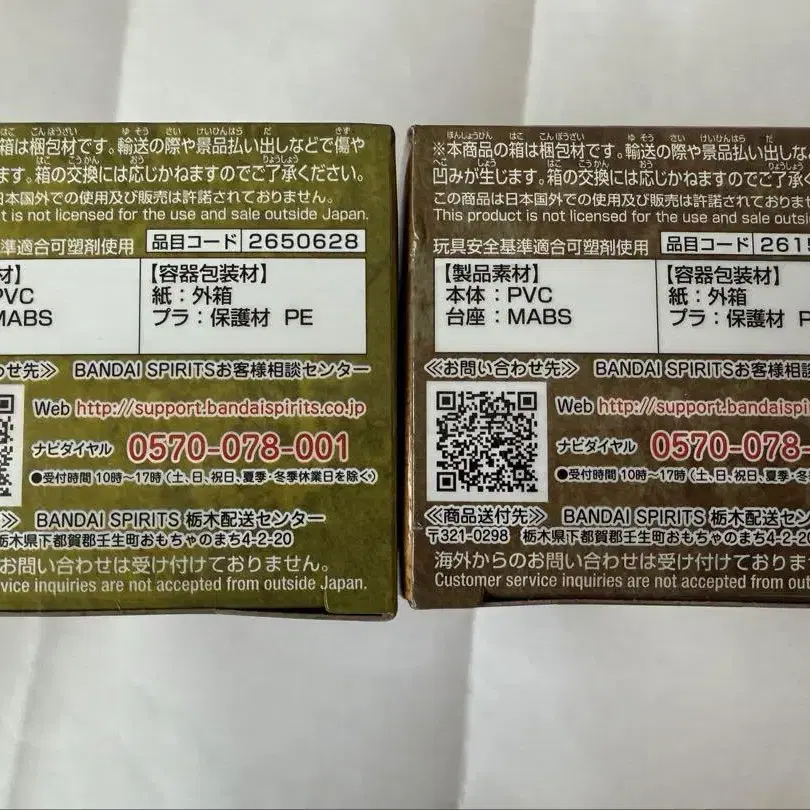 箱は梱包材です。輸送の際や景品払い出しなどで傷や
ます。箱の交換には応じかねますのでご了承ください。
日本国外での使用及び販売は許諾されておりません。
ct is not licensed for the use and sale outside Japan.
基準適合可塑剤使用 品目コード 2650628
材】 【容器包装材】
PVC 紙：外箱
MABS プラ：保護材 PE
わせ先≫ BANDAI SPIRITSお客様相談センター
Web http://support.bandaispirits.co.jp
ナビダイヤル 0570-078-001
●受付時間 10時～17時（土、日、祝日、夏季・冬季休業日を除く）
≫ BANDAI SPIRITS 栃木配送センター
栃木県下都賀郡壬生町おもちゃのまち4-2-20
お問い合わせは受け付けておりません。
vice inquiries are not accepted from outside Japan.
※本商品の箱は梱包材です。輸送の際や景品払い出しな
凹みが生じます。箱の交換には応じかねますのでご了承
この商品は日本国外での使用及び販売は許諾されており
This product is not licensed for the use and sale outs
玩具安全基準適合可塑剤使用 品目コード 2615
【製品素材】 【容器包装材】
本体：PVC 紙：外箱
台座：MABS プラ：保護材 P
≪お問い合わせ先≫ BANDAI SPIRITSお客様相談
Web http://support.bandaispi
ナビダイヤル 0570-078-
●受付時間 10時～17時（土、日、祝日、夏季・冬
≪商品送付先≫ BANDAI SPIRITS 栃木配送セン
〒321-0298 栃木県下都賀郡壬生町おもちゃのまち4-2-20
海外からのお問い合わせは受け付けておりま
Customer service inquiries are not accepted from out